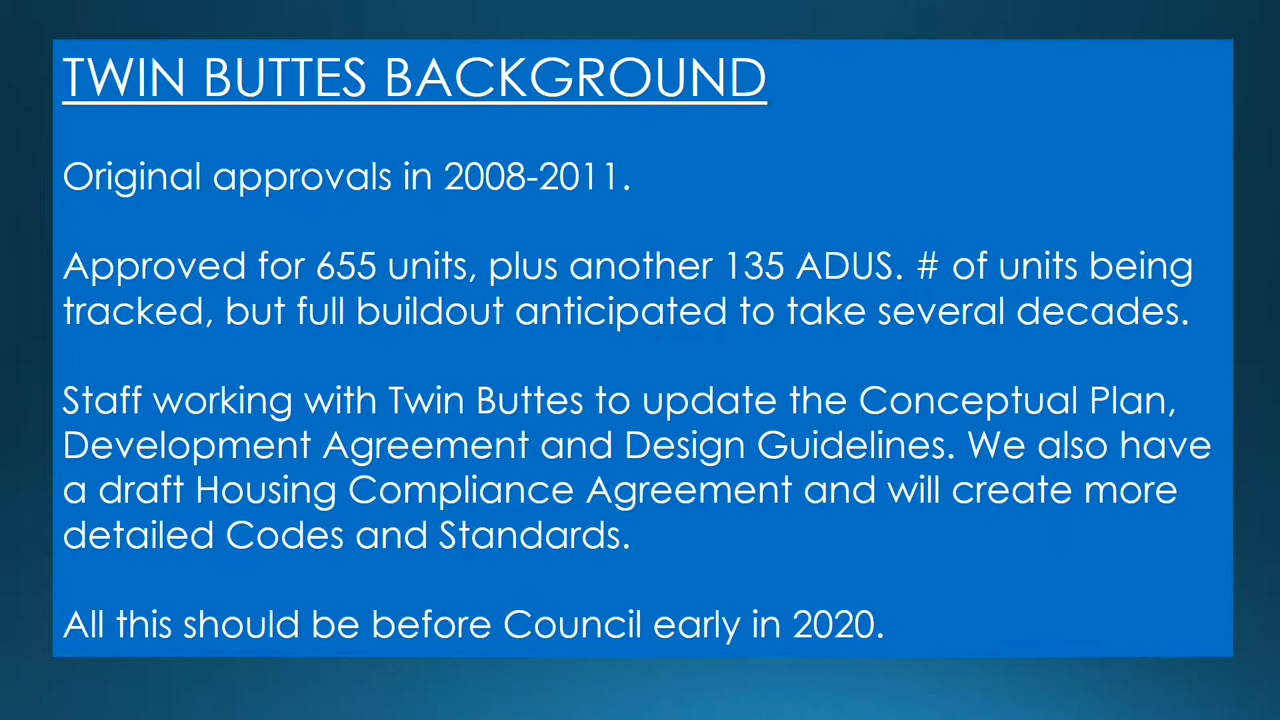 TWIN BUTTES BACKGROUND
Original approvals in 2008-2011.
Approved for 655 units, plus another 135 ADUS. # of units being
tracked, but full buildout anticipated to take several decades.
Staff working with Twin Buttes to update the Conceptual Plan,
Development Agreement and Design Guidelines. We also have
a draft Housing Compliance Agreement and will create more
detailed Codes and Standards.
All this should be before Council early in 2020.